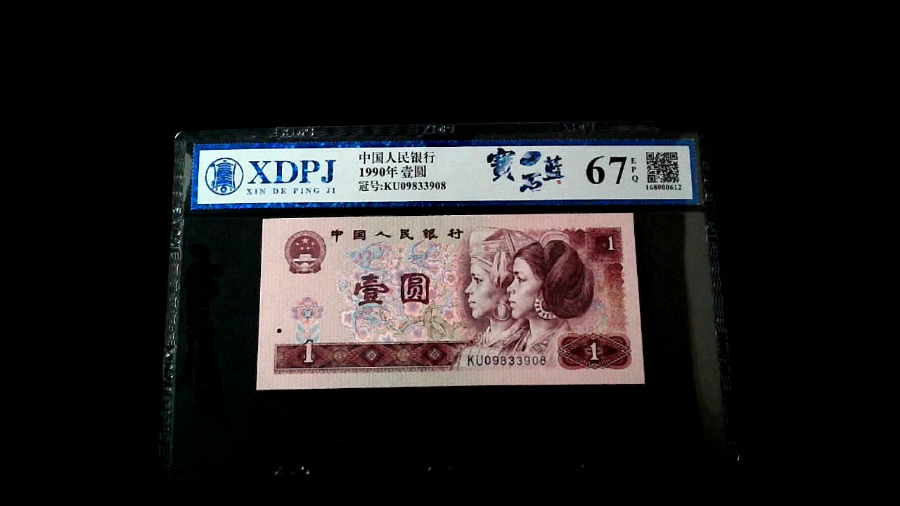 XDPJ
XIN DE PING JI
中国人民银行
1990年 壹圆
冠号:KU09833908
寶石藍
67
EPQ
168000612
中国人民银行
1
壹圆
1
KU09833908
1